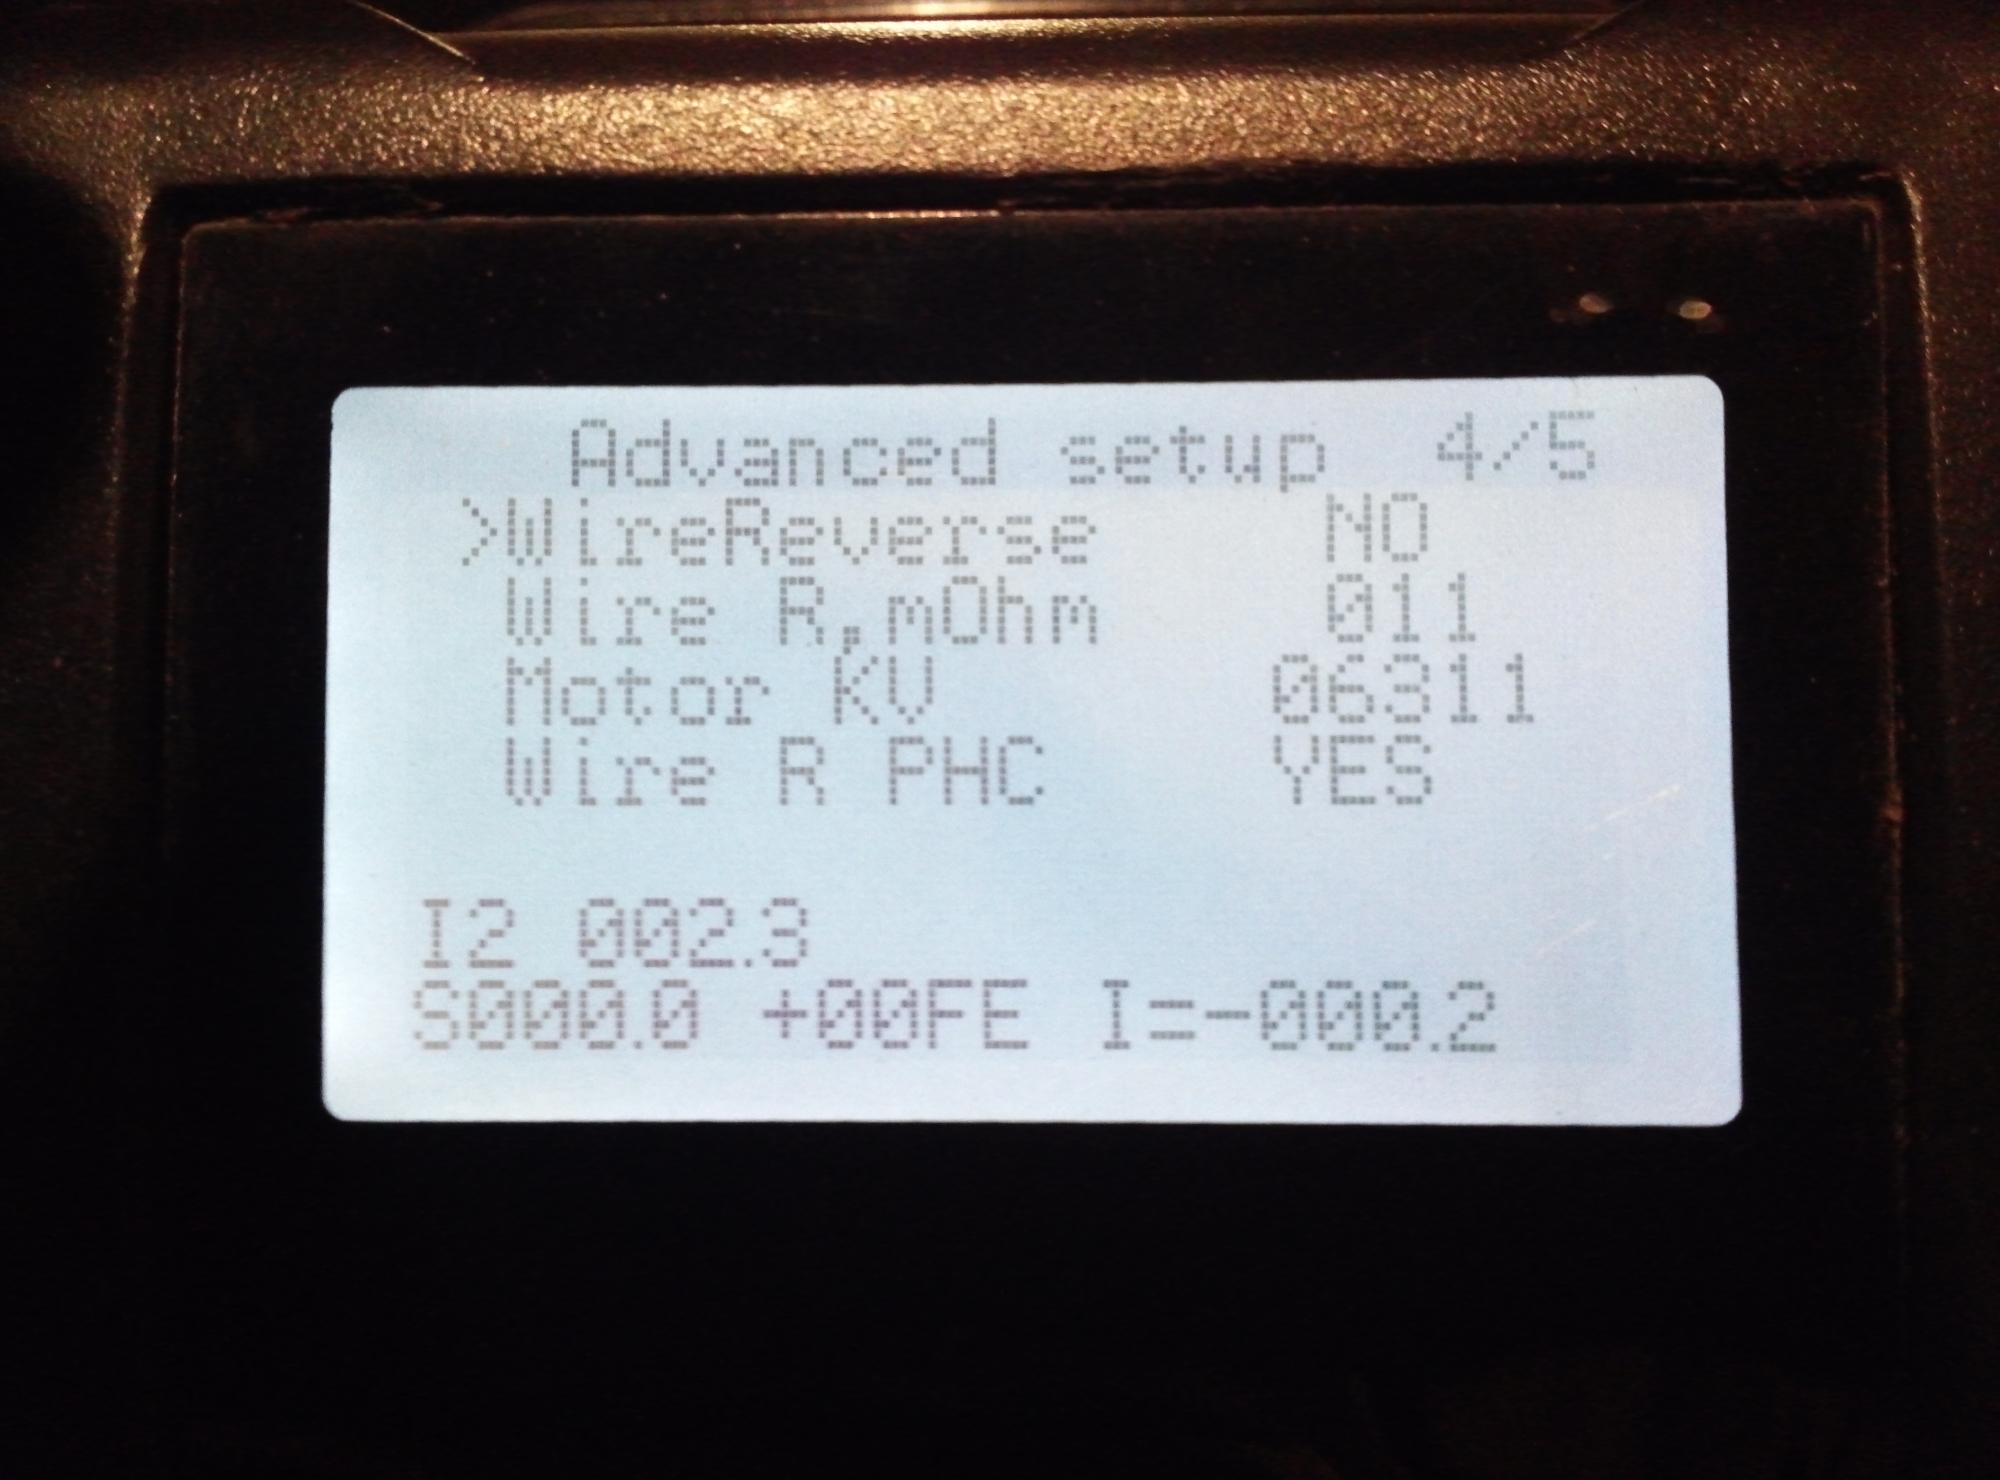 Advanced setup 4/5
>WireReverse NO
Wire R,mOhm 011
Motor KV 06311
Wire R PHC YES
I2 002.3
S000.0 +00FE I=-000.2